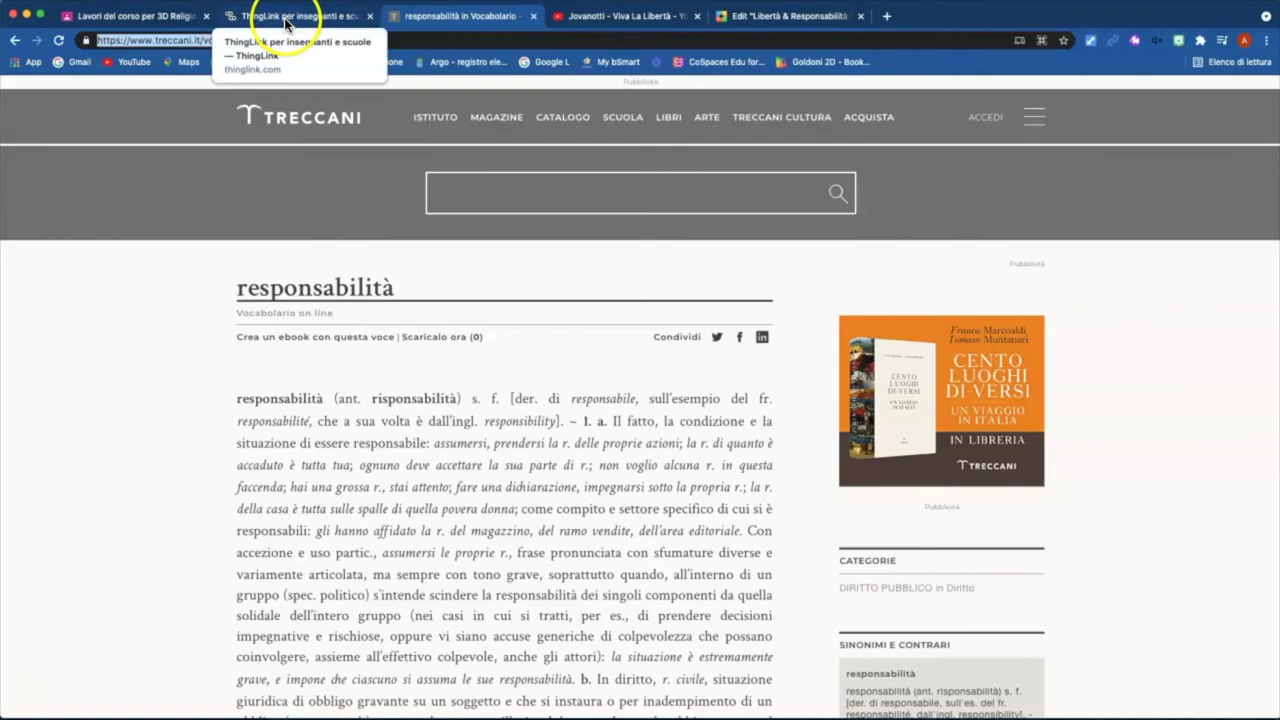 Lavori del corso per 3D Religio
ThingLink per insegnanti e scu
responsabilità in Vocabolario -
Jovanotti - Viva La Libertà - Y
Edit "Libertà & Responsabilità
https://www.treccani.it/vo
ThingLink per insegnanti e scuole
— ThingLink
thinglink.com
App
Gmail
YouTube
Maps
one
Argo - registro ele...
Google L
My bSmart
CoSpaces Edu for...
Goldoni 2D - Book...
Elenco di lettura
Pubblicità
TRECCANI
ISTITUTO
MAGAZINE
CATALOGO
SCUOLA
LIBRI
ARTE
TRECCANI CULTURA
ACQUISTA
ACCEDI
Pubblicità
responsabilità
Vocabolario on line
Crea un ebook con questa voce | Scaricalo ora (0)
Condividi
responsabilità (ant. risponsabilità) s. f. [der. di responsabile, sull'esempio del fr.
responsabilité, che a sua volta è dall'ingl. responsibility]. – 1. a. Il fatto, la condizione e la
situazione di essere responsabile: assumersi, prendersi la r. delle proprie azioni; la r. di quanto è
accaduto è tutta tua; ognuno deve accettare la sua parte di r.; non voglio alcuna r. in questa
faccenda; hai una grossa r., stai attento; fare una dichiarazione, impegnarsi sotto la propria r.; la r.
della casa è tutta sulle spalle di quella povera donna; come compito e settore specifico di cui si è
responsabili: gli hanno affidato la r. del magazzino, del ramo vendite, dell'area editoriale. Con
accezione e uso partic., assumersi le proprie r., frase pronunciata con sfumature diverse e
variamente articolata, ma sempre con tono grave, soprattutto quando, all'interno di un
gruppo (spec. politico) s'intende scindere la responsabilità dei singoli componenti da quella
solidale dell'intero gruppo (nei casi in cui si tratti, per es., di prendere decisioni
impegnative e rischiose, oppure vi siano accuse generiche di colpevolezza che possano
coinvolgere, assieme all'effettivo colpevole, anche gli altri): la situazione è estremamente
grave, e impone che ciascuno si assuma le sue responsabilità. b. In diritto, r. civile, situazione
giuridica di obbligo gravante su un soggetto e che si instaura o per inadempimento di un
Franco Marcoaldi
Tomaso Montanari
CENTO
LUOGHI
DI-VERSI
UN VIAGGIO
IN ITALIA
IN LIBRERIA
TRECCANI
Pubblicità
CATEGORIE
DIRITTO PUBBLICO in Diritto
SINONIMI E CONTRARI
responsabilità
responsabilità (ant. risponsabilità) s. f.
[der. di responsabile, sull'es. del fr.
responsabilité, dall'ingl. responsibility]. -